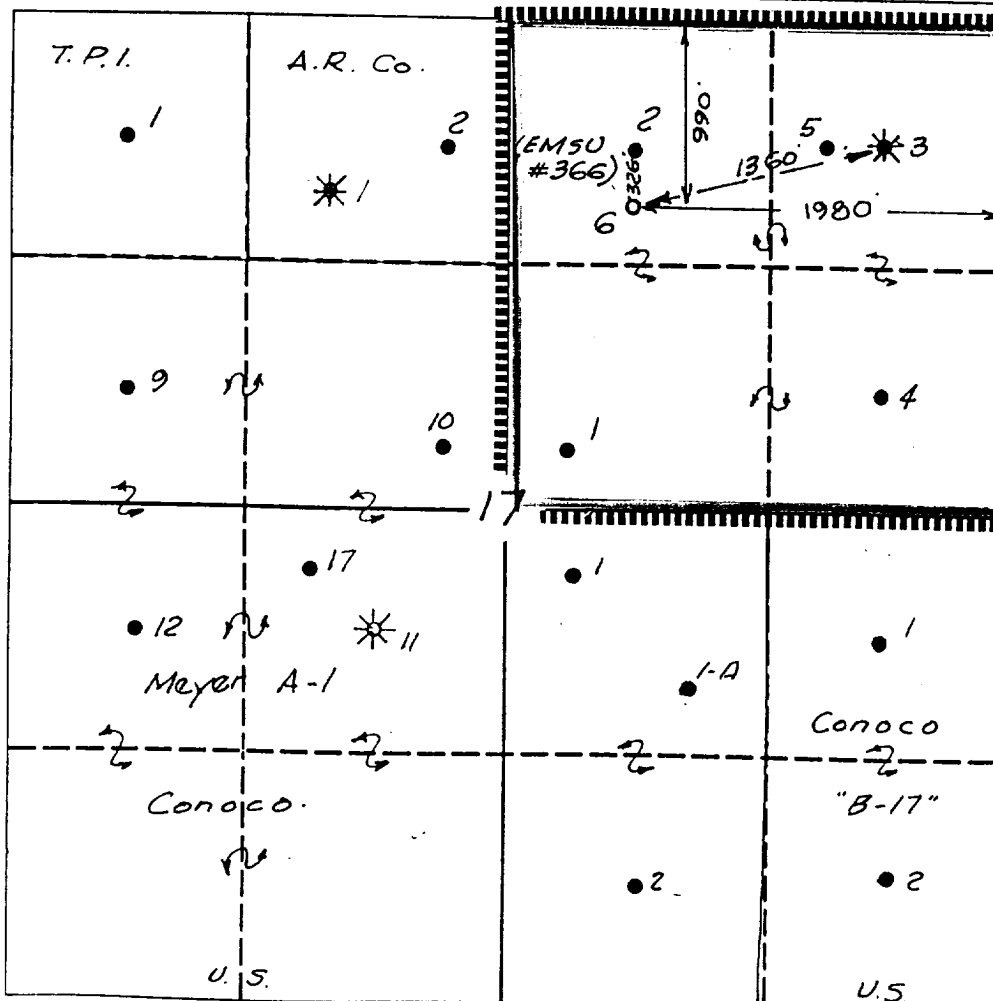 T.P.I.
A.R. Co.
1
2
1
(EMSU
#366)
2
326'
6
990'
5
3
1360'
1980'
9
10
1
4
17
17
12
11
Meyer A-1
1
1-A
1
Conoco
"B-17"
Conoco.
2
2
U.S.
U.S